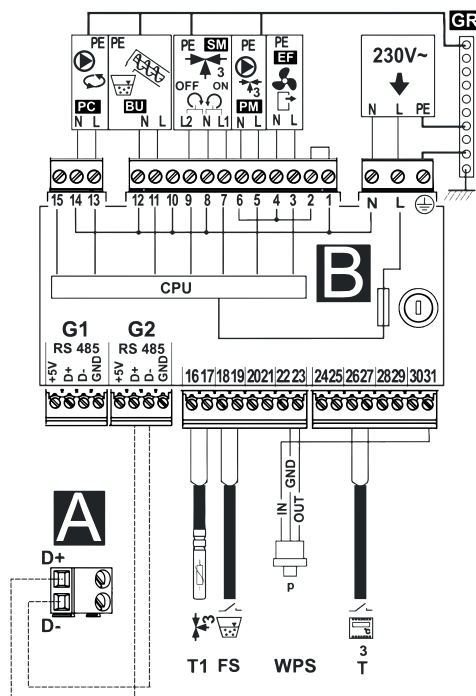 GR
PE PE PE SM PE PE EF
230V~
3
3
OFF ON
PC BU PM
N L N L L2 N L1 N L N L N L PE
15 14 13 12 11 10 9 8 7 6 5 4 3 2 1 N L
B
CPU
G1 G2
RS 485 RS 485
+5V D+ D- GND +5V D+ D- GND
16 17 18 19 20 21 22 23 24 25 26 27 28 29 30 31
A
IN GND OUT
D+
D-
p
3
°C
3
T1 FS WPS T